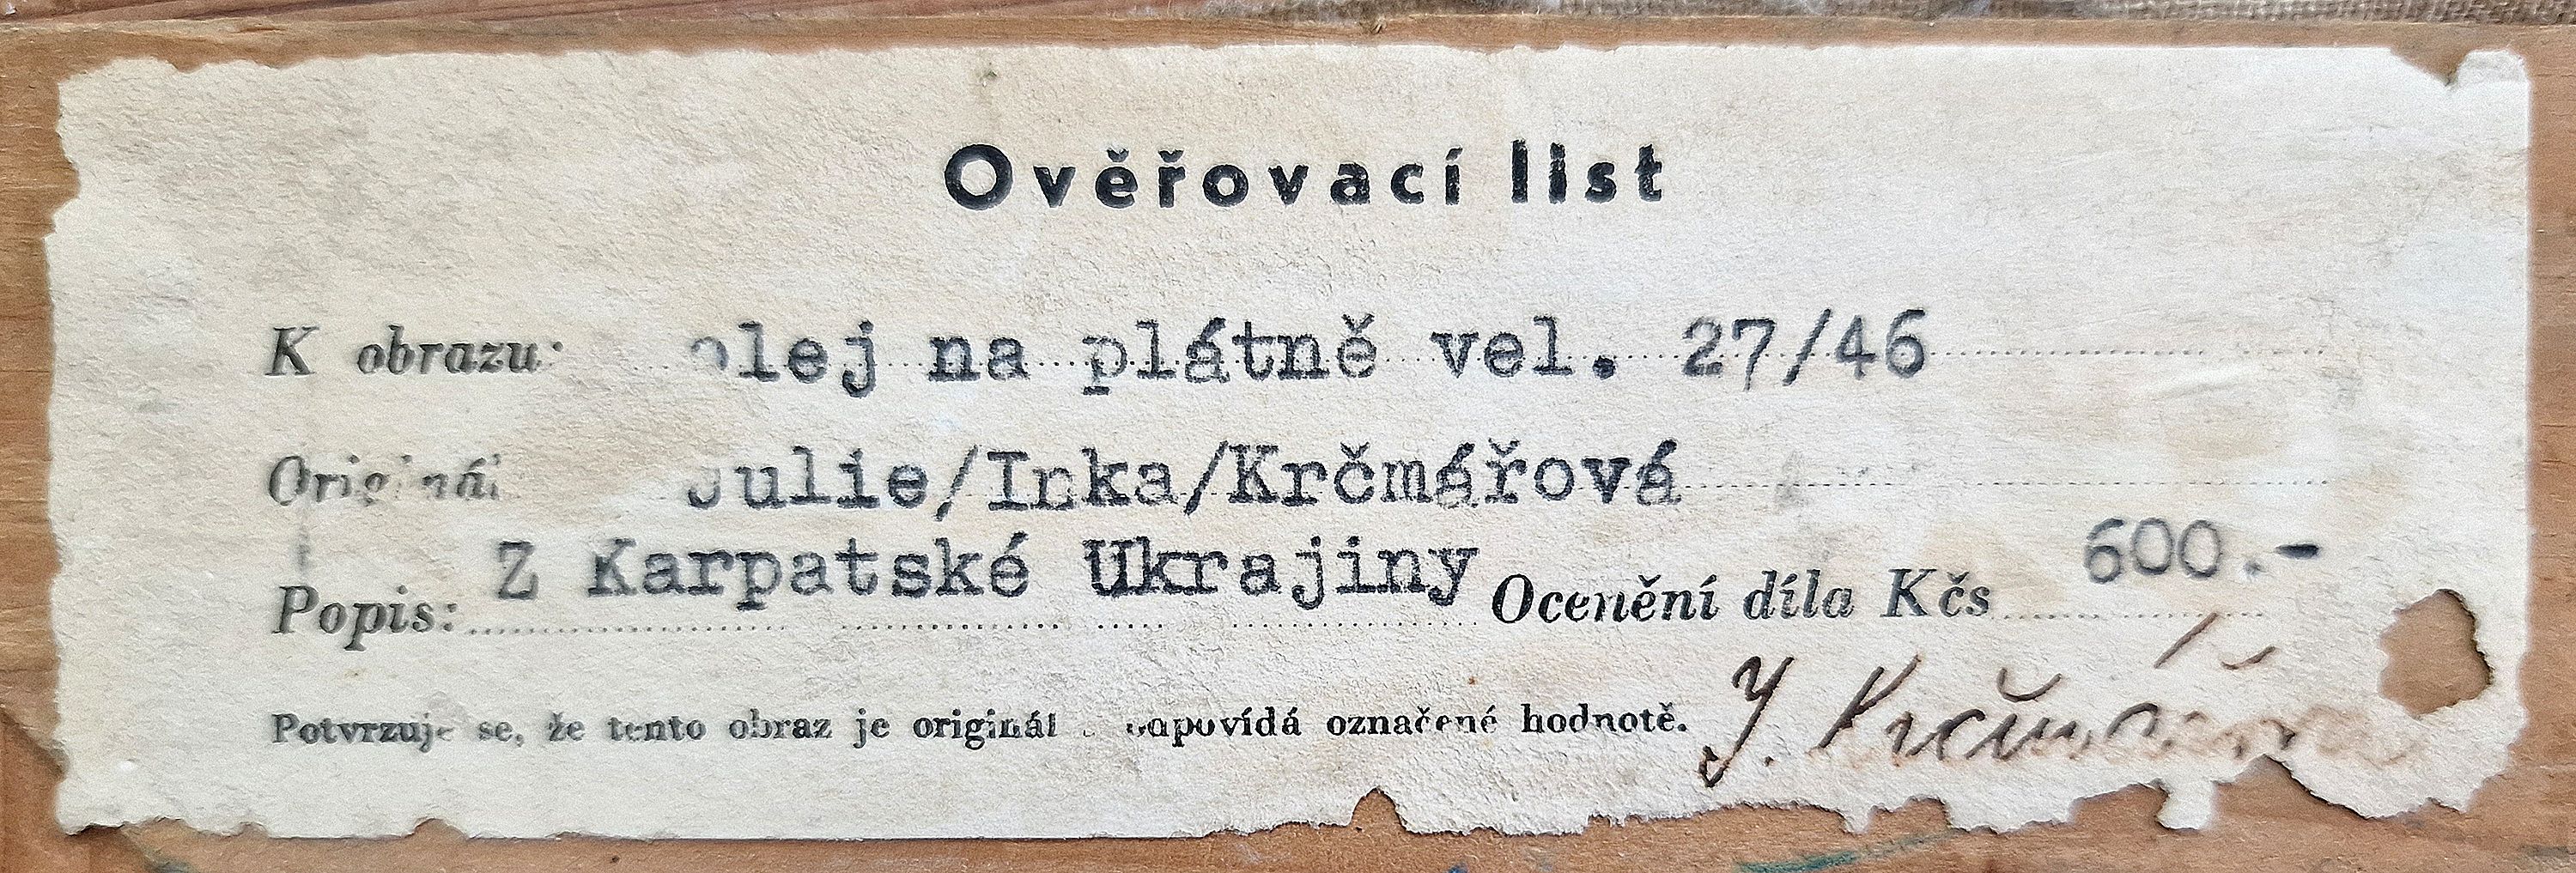 Ověřovací list
K obrazu: olej na plátně vel. 27/46
Originál Julie/Inka/Krčmářová
Popis: Z Karpatské Ukrajiny Ocenění díla Kčs 600.-
Potvrzuje se, že tento obraz je originál odpovídá označené hodnotě.
J. Krčmářová